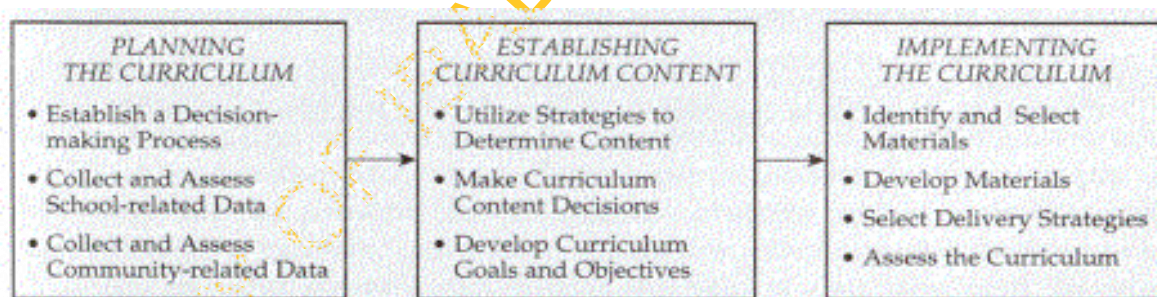 PLANNING
THE CURRICULUM
• Establish a Decision-
making Process
• Collect and Assess
School-related Data
• Collect and Assess
Community-related Data
ESTABLISHING
CURRICULUM CONTENT
• Utilize Strategies to
Determine Content
• Make Curriculum
Content Decisions
• Develop Curriculum
Goals and Objectives
IMPLEMENTING
THE CURRICULUM
• Identify and Select
Materials
• Develop Materials
• Select Delivery Strategies
• Assess the Curriculum